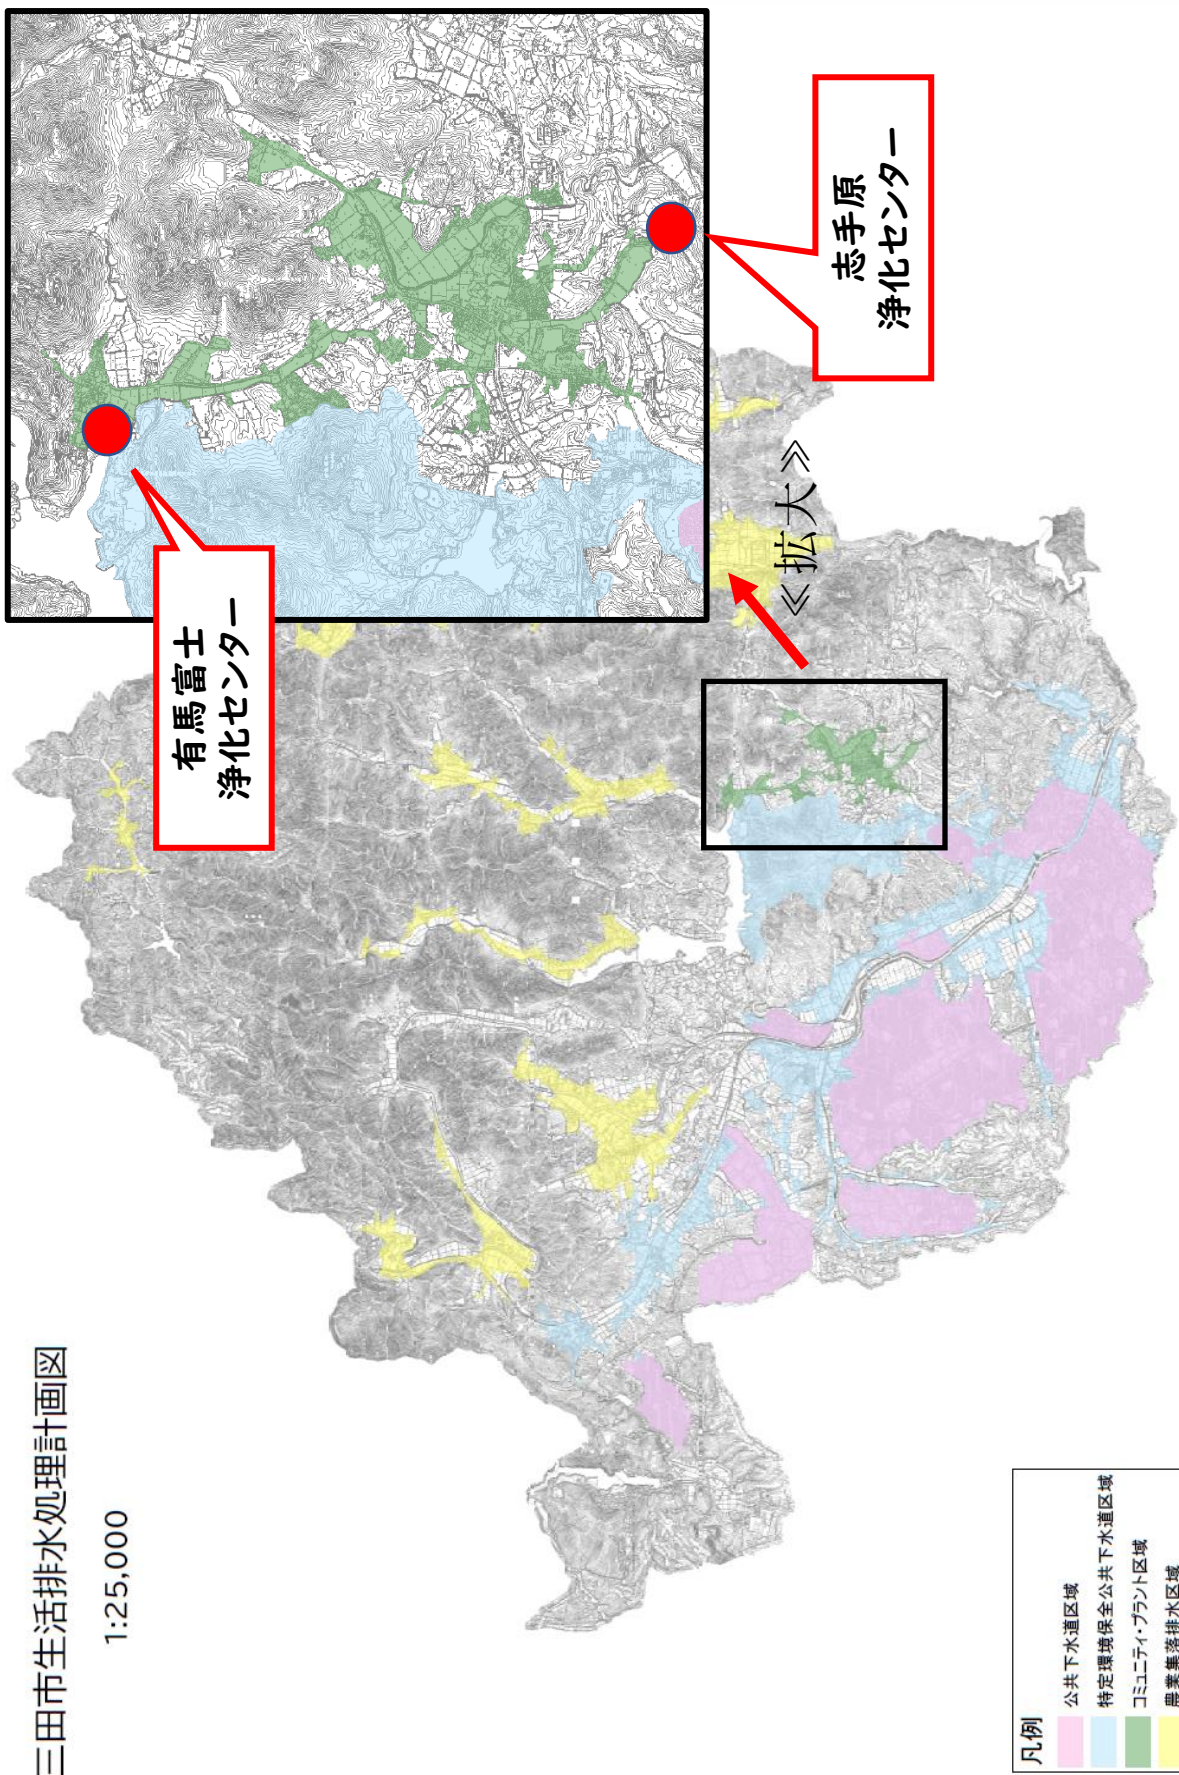 三田市生活排水処理計画図
1:25,000
有馬富士
浄化センター
志手原
浄化センター
≪拡大≫
凡例
公共下水道区域
特定環境保全公共下水道区域
コミュニティ・プラント区域
農業集落排水区域